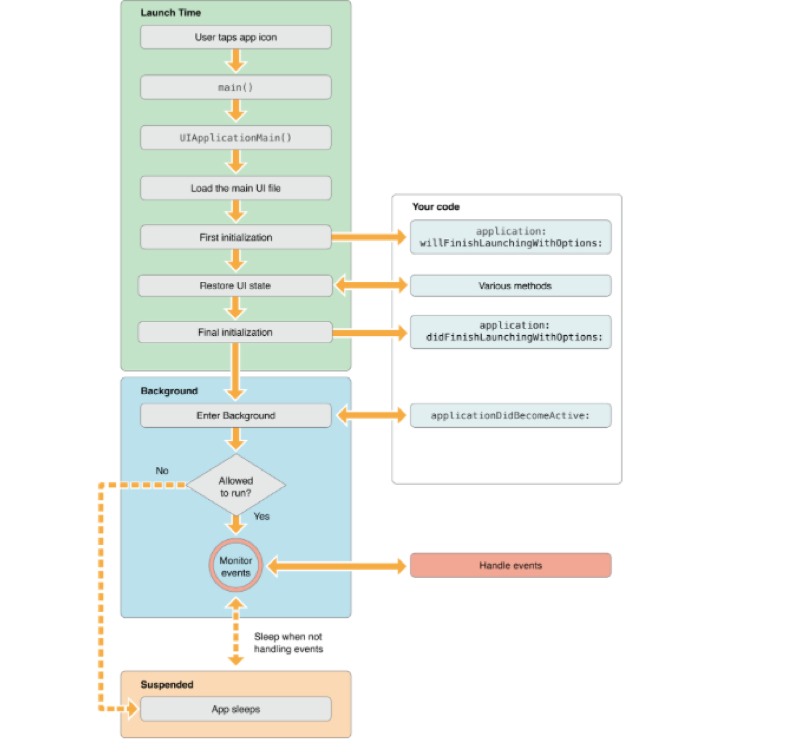 Launch Time
User taps app icon
main()
UIApplicationMain()
Load the main UI file
Your code
First initialization
application:
willFinishLaunchingWithOptions:
Restore UI state
Various methods
Final initialization
application:
didFinishLaunchingWithOptions:
Background
Enter Background
applicationDidBecomeActive:
No
Allowed
to run?
Yes
Monitor
events
Handle events
Sleep when not
handling events
Suspended
App sleeps